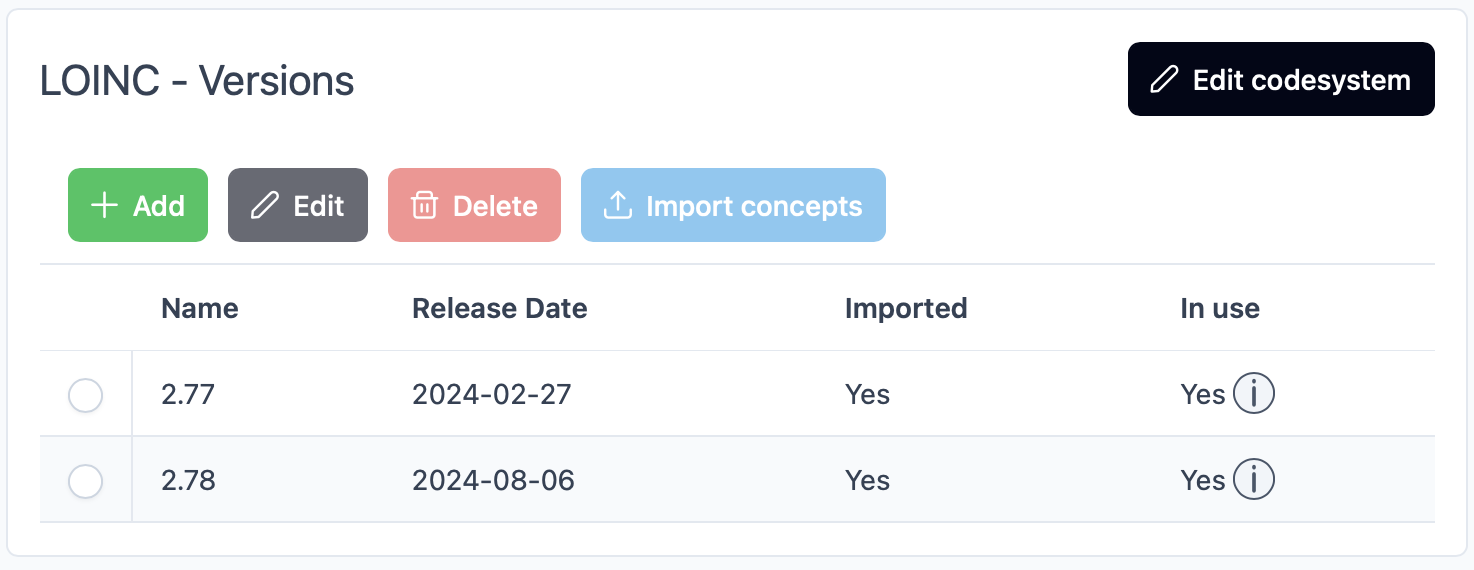 LOINC - Versions
Edit codesystem
Add Edit Delete Import concepts
Name Release Date Imported In use
2.77 2024-02-27 Yes Yes
2.78 2024-08-06 Yes Yes